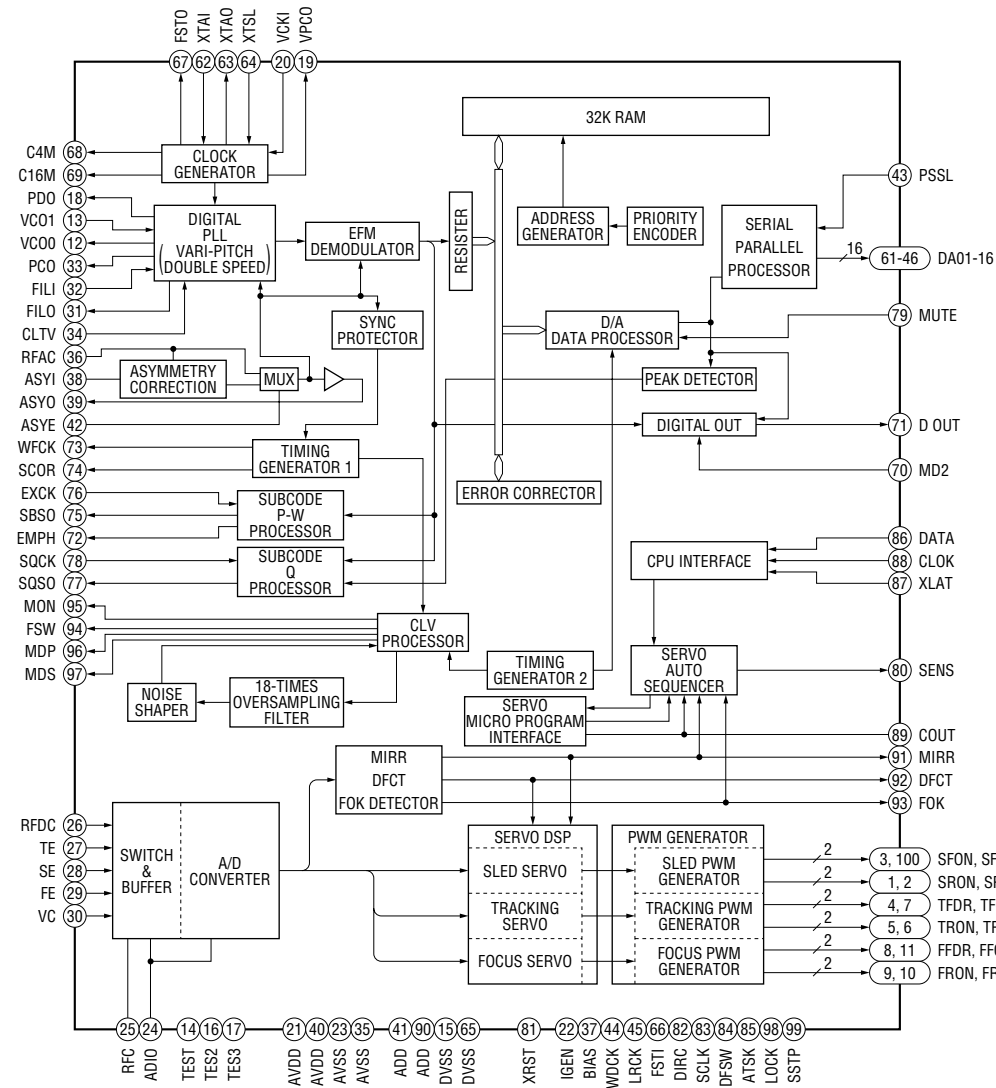 FSTO XTAI XTAO XTSL VCKI VPCO
67 62 63 64 20 19
C4M 68
C16M 69
PDO 18
VCO1 13
VCO0 12
PCO 33
FILI 32
FILO 31
CLTV 34
RFAC 36
ASYI 38
ASYO 39
ASYE 42
WFCK 73
SCOR 74
EXCK 76
SBSO 75
EMPH 72
SQCK 78
SQSO 77
MON 95
FSW 94
MDP 96
MDS 97
RFDC 26
TE 27
SE 28
FE 29
VC 30
CLOCK
GENERATOR
DIGITAL
PLL
VARI-PITCH
(DOUBLE SPEED)
EFM
DEMODULATOR
RESISTER
32K RAM
ADDRESS
GENERATOR
PRIORITY
ENCODER
SERIAL
PARALLEL
PROCESSOR
16
SYNC
PROTECTOR
D/A
DATA PROCESSOR
ASYMMETRY
CORRECTION
MUX
PEAK DETECTOR
DIGITAL OUT
TIMING
GENERATOR 1
ERROR CORRECTOR
SUBCODE
P-W
PROCESSOR
SUBCODE
Q
PROCESSOR
CPU INTERFACE
CLV
PROCESSOR
TIMING
GENERATOR 2
SERVO
AUTO
SEQUENCER
NOISE
SHAPER
18-TIMES
OVERSAMPLING
FILTER
SERVO
MICRO PROGRAM
INTERFACE
MIRR
DFCT
FOK DETECTOR
SWITCH
&
BUFFER
A/D
CONVERTER
SERVO DSP
SLED SERVO
TRACKING
SERVO
FOCUS SERVO
PWM GENERATOR
SLED PWM
GENERATOR
TRACKING PWM
GENERATOR
FOCUS PWM
GENERATOR
43 PSSL
61-46 DA01-16
79 MUTE
71 D OUT
70 MD2
86 DATA
88 CLOK
87 XLAT
80 SENS
89 COUT
91 MIRR
92 DFCT
93 FOK
2 3, 100 SFON,
2 1, 2 SRON,
2 4, 7 TFDR,
2 5, 6 TRON,
2 8, 11 FFDR,
2 9, 10 FRON,
25 24 14 16 17 21 40 23 35 41 90 15 65 81 22 37 44 45 66 82 83 84 85 98 99
RFC ADIO TEST TES2 TES3 AVDD AVDD AVSS AVSS ADD ADD DVSS DVSS XRST IGEN BIAS WDCK LRCK FSTI DIRC SCLK DFSW ATSK LOCK SSTP